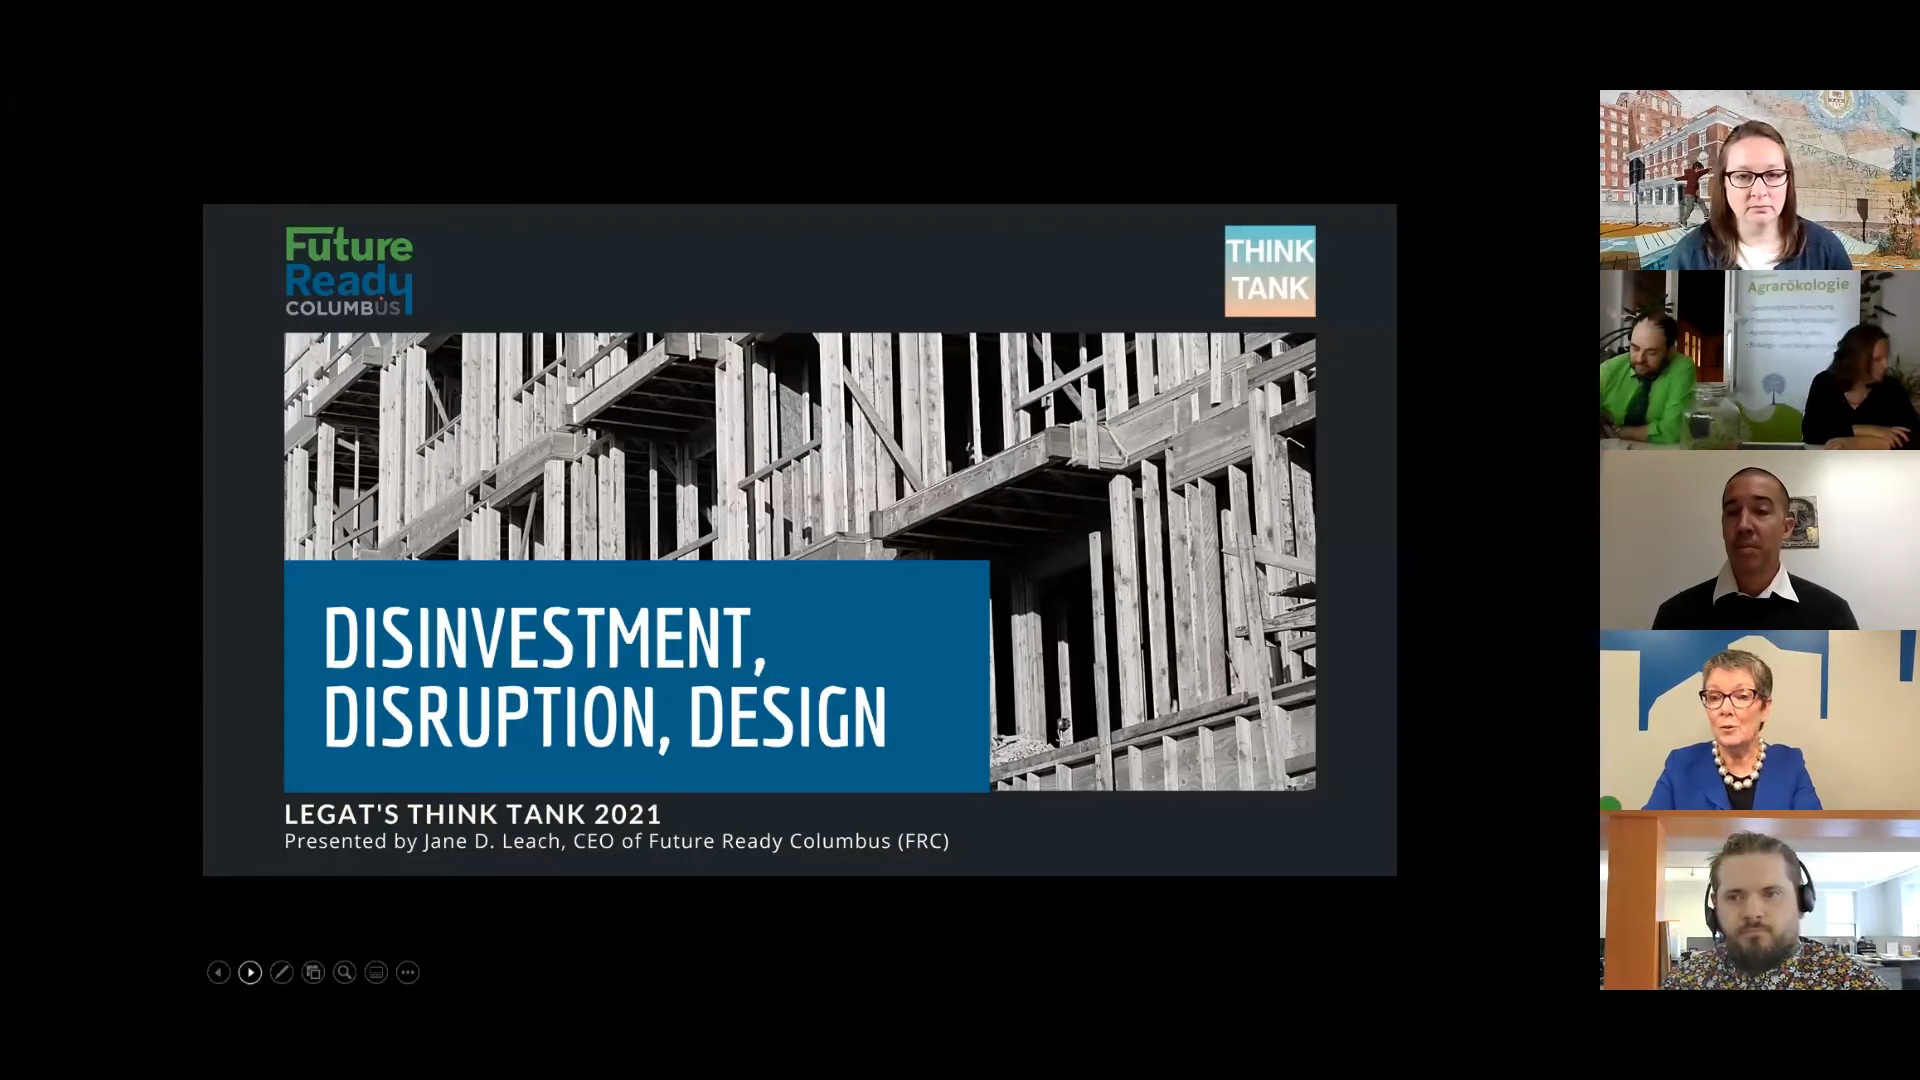 Future
Ready
COLUMBUS
THINK
TANK
DISINVESTMENT,
DISRUPTION, DESIGN
LEGAT'S THINK TANK 2021
Presented by Jane D. Leach, CEO of Future Ready Columbus (FRC)
Agrarökologie